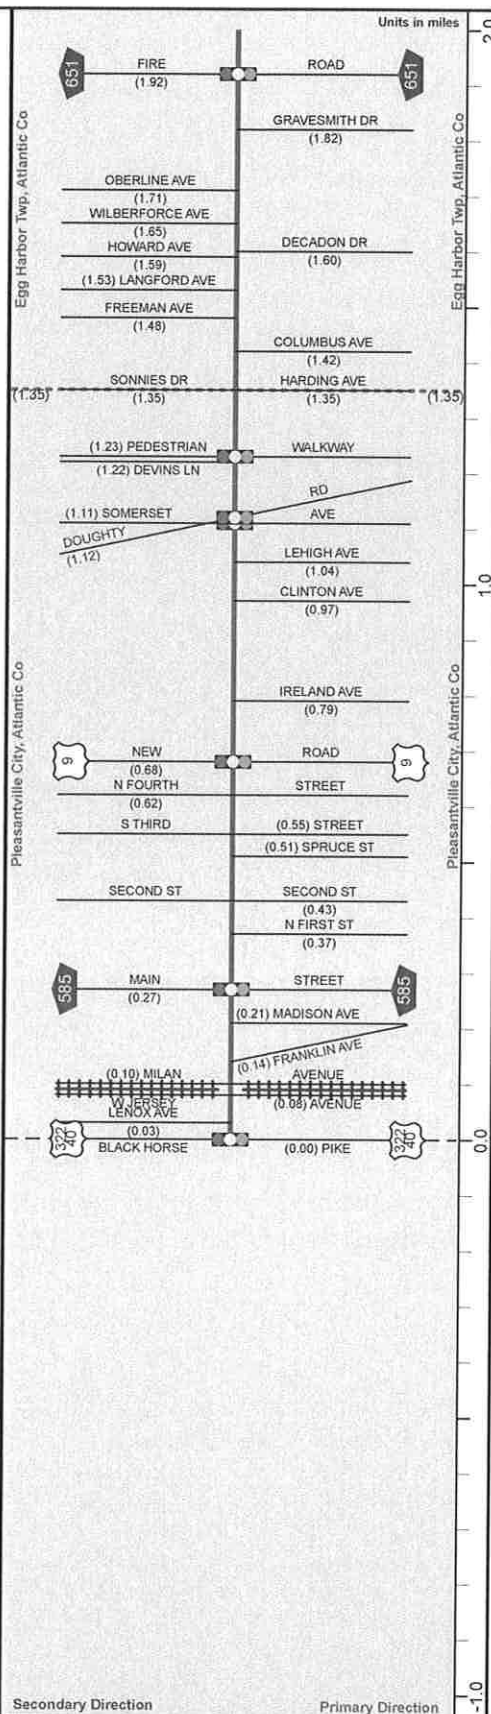 Units in miles
2.0
651 FIRE ROAD 651
(1.92)
GRAVESMITH DR
(1.82)
Egg Harbor Twp, Atlantic Co
Egg Harbor Twp, Atlantic Co
OBERLINE AVE
(1.71)
WILBERFORCE AVE
(1.65)
HOWARD AVE DECADON DR
(1.59) (1.60)
(1.53) LANGFORD AVE
FREEMAN AVE
(1.48)
COLUMBUS AVE
(1.42)
SONNIES DR HARDING AVE
(1.35) (1.35) (1.35) (1.35)
(1.23) PEDESTRIAN WALKWAY
(1.22) DEVINS LN
RD
(1.11) SOMERSET AVE
DOUGHTY
(1.12)
LEHIGH AVE
(1.04)
1.0
CLINTON AVE
(0.97)
Pleasantville City, Atlantic Co
Pleasantville City, Atlantic Co
IRELAND AVE
(0.79)
9 NEW ROAD 9
(0.68)
N FOURTH STREET
(0.62)
S THIRD (0.55) STREET
(0.51) SPRUCE ST
SECOND ST SECOND ST
(0.43)
N FIRST ST
(0.37)
585 MAIN STREET 585
(0.27)
(0.21) MADISON AVE
(0.14) FRANKLIN AVE
(0.10) MILAN AVENUE
W JERSEY (0.08) AVENUE
LENOX AVE
(0.03)
322 40 BLACK HORSE (0.00) PIKE 322 40
0.0
-1.0
Secondary Direction Primary Direction